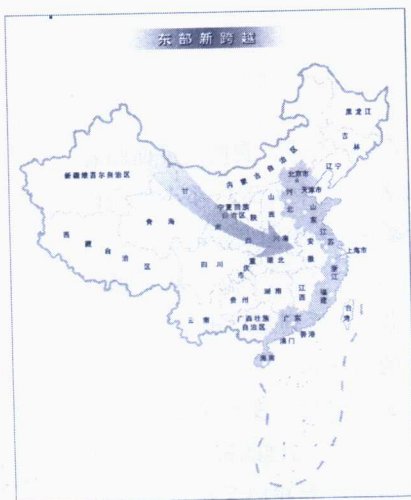 东部新跨越
黑龙江
吉林
辽宁
内蒙古自治区
新疆维吾尔自治区
北京市
天津市
河北
山西
山东
宁夏回族
自治区
陕西
甘肃
青海
河南
江苏
安徽
上海市
西藏自治区
四川
重庆市
湖北
浙江
湖南
江西
贵州
福建
云南
广西壮族
自治区
广东
台湾
香港
澳门
海南